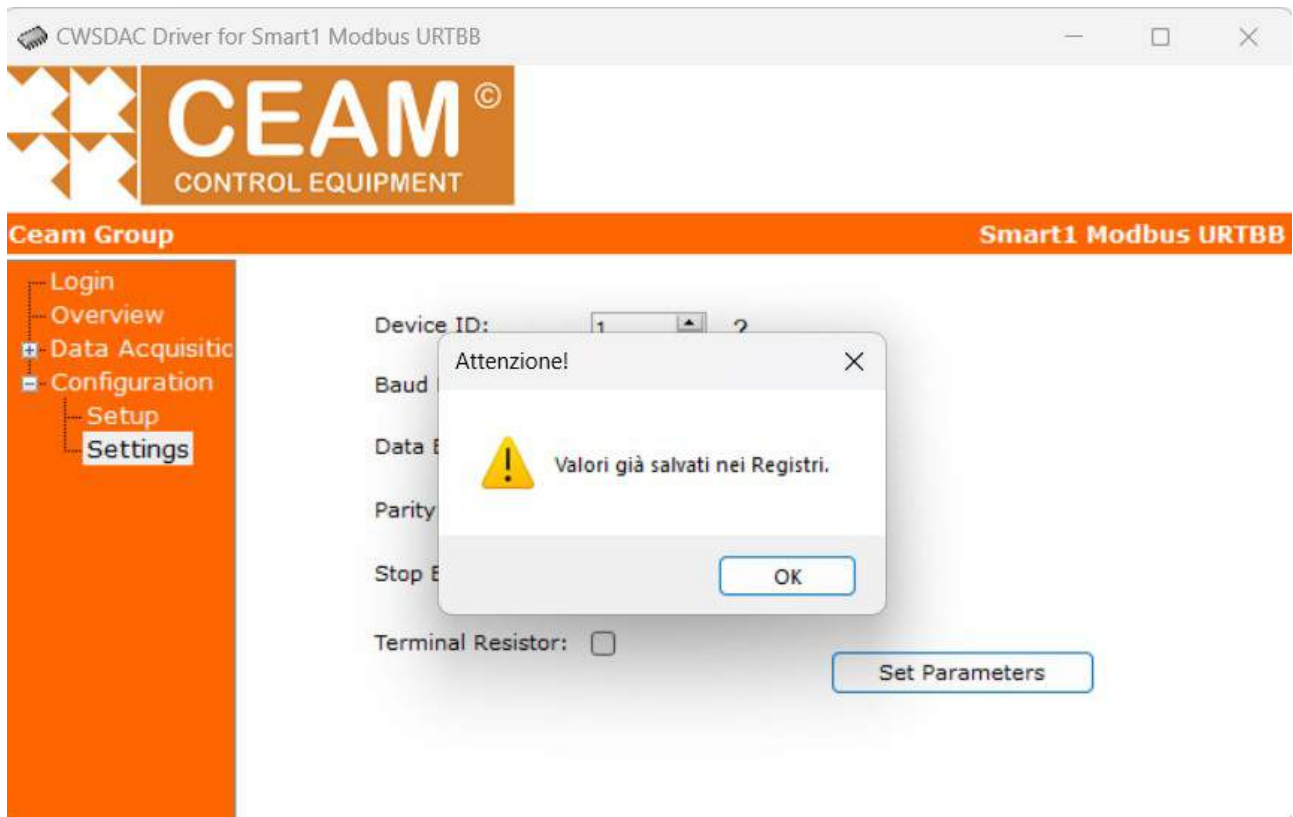 CWSDAC Driver for Smart1 Modbus URTBB
CEAM ©
CONTROL EQUIPMENT
Ceam Group
Smart1 Modbus URTBB
Login
Overview
Data Acquisitic
Configuration
Setup
Settings
Device ID: 1 ?
Attenzione!
Baud
Valori già salvati nei Registri.
Data
Parity
Stop
OK
Terminal Resistor:
Set Parameters